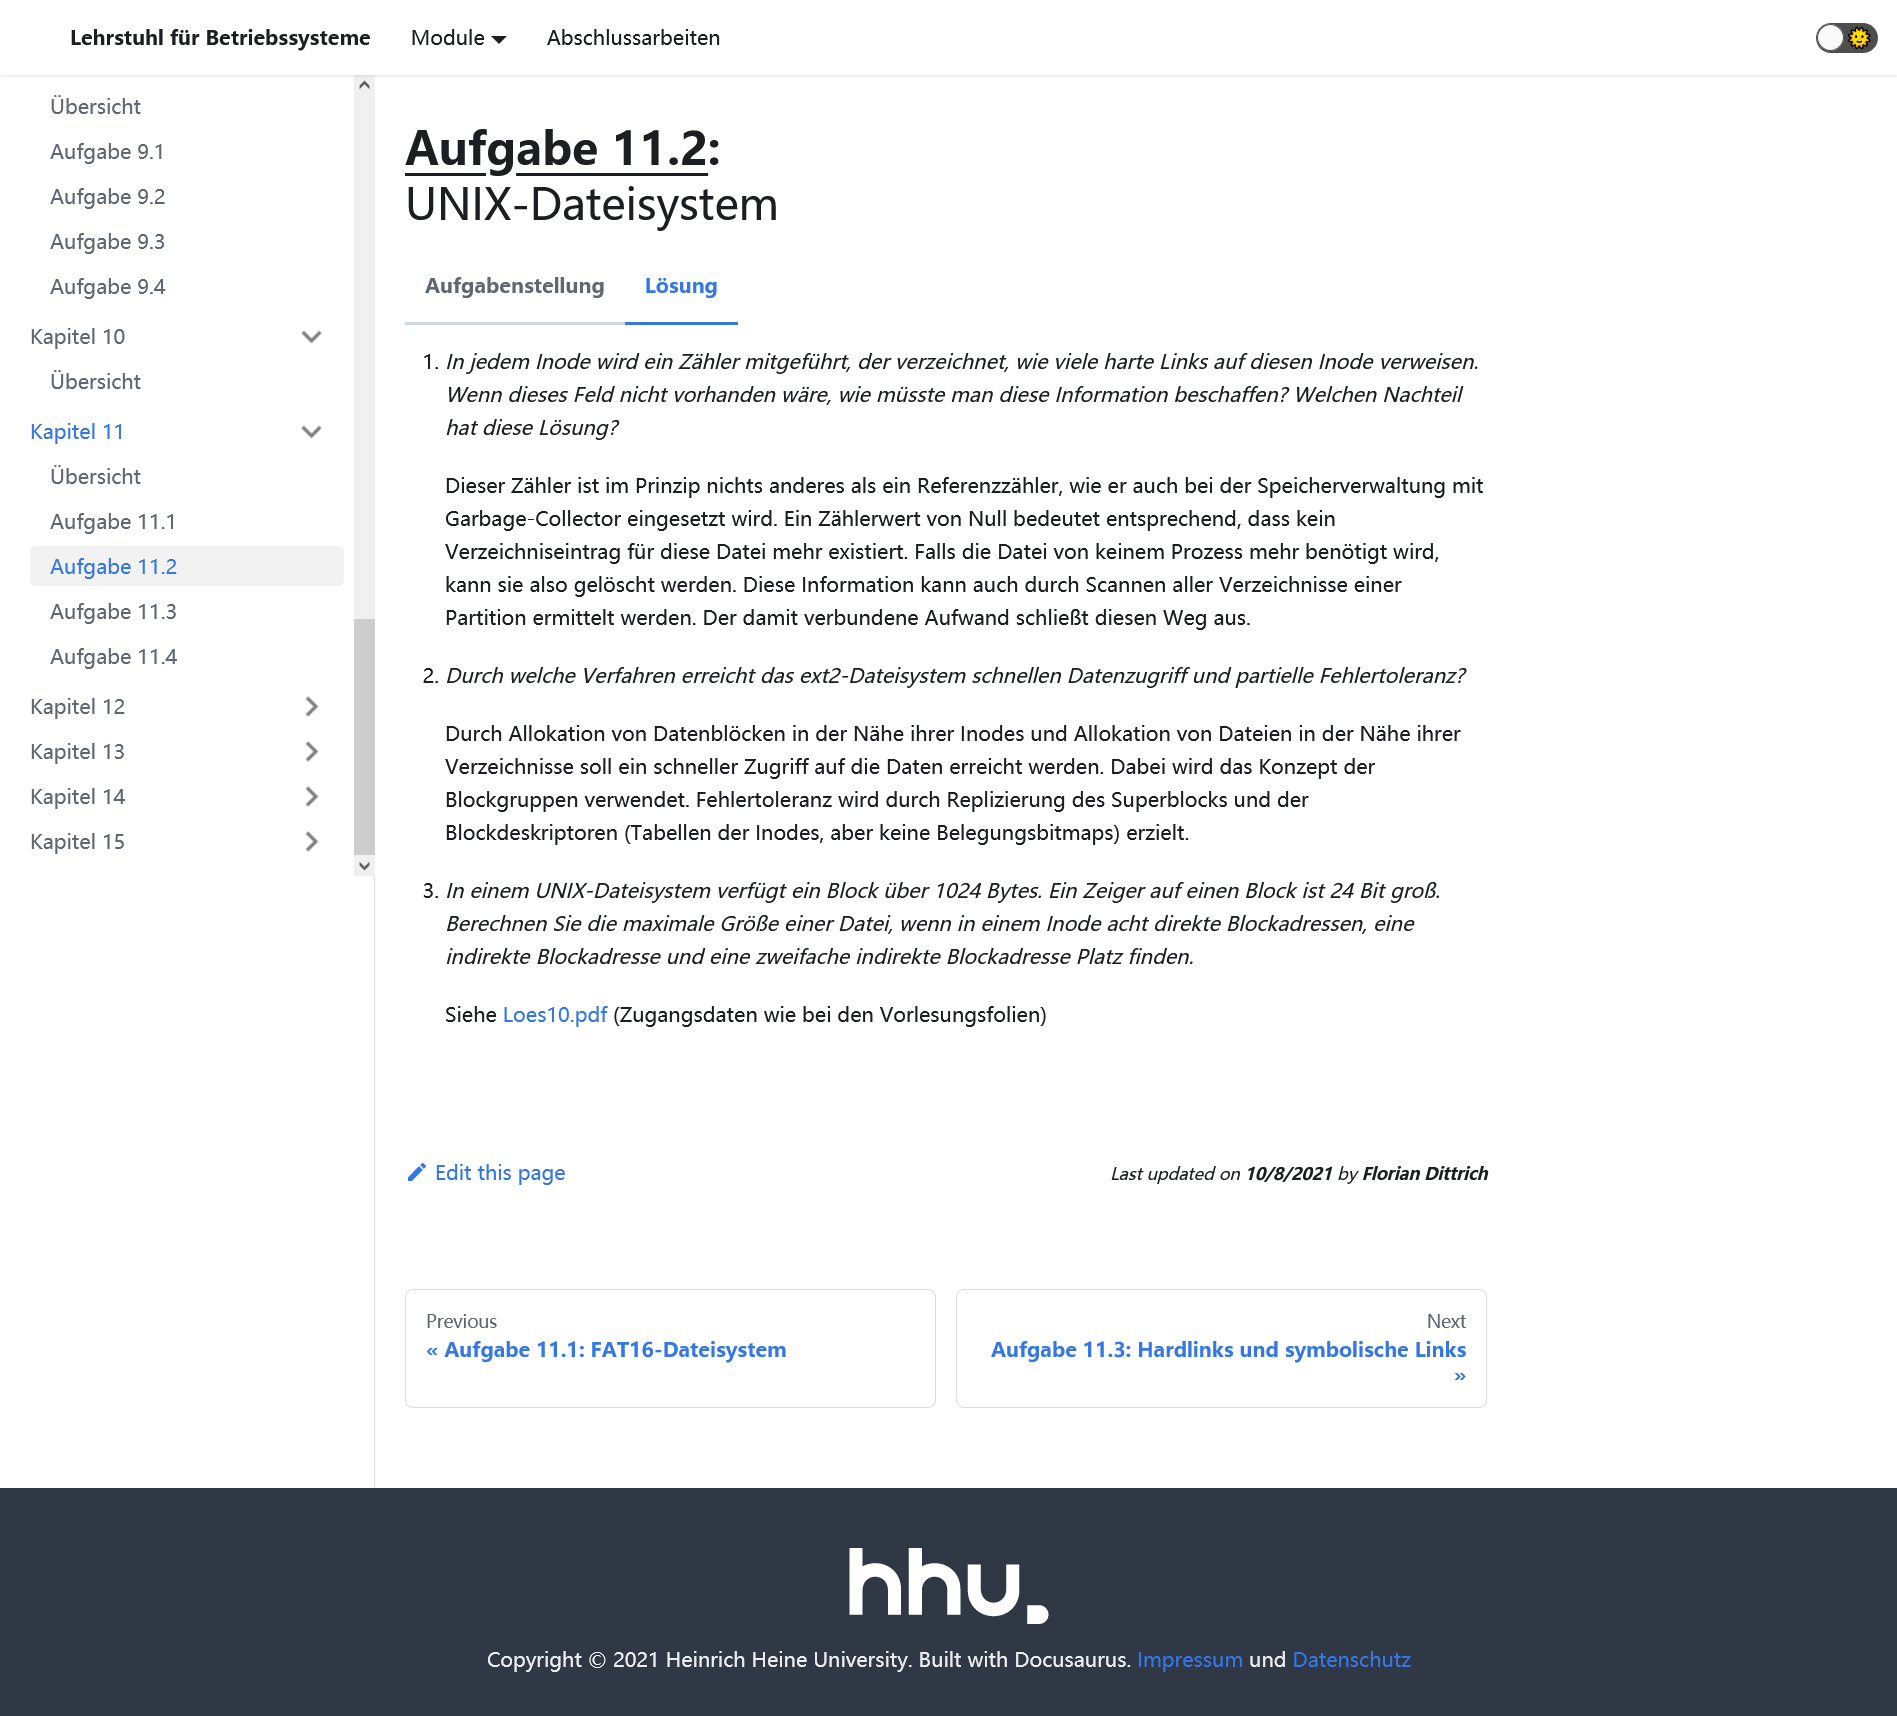 Lehrstuhl für Betriebssysteme Module Abschlussarbeiten
Übersicht
Aufgabe 9.1
Aufgabe 9.2
Aufgabe 9.3
Aufgabe 9.4
Kapitel 10
Übersicht
Kapitel 11
Übersicht
Aufgabe 11.1
Aufgabe 11.2
Aufgabe 11.3
Aufgabe 11.4
Kapitel 12
Kapitel 13
Kapitel 14
Kapitel 15
Aufgabe 11.2:
UNIX-Dateisystem
Aufgabenstellung Lösung
1. In jedem Inode wird ein Zähler mitgeführt, der verzeichnet, wie viele harte Links auf diesen Inode verweisen.
Wenn dieses Feld nicht vorhanden wäre, wie müsste man diese Information beschaffen? Welchen Nachteil
hat diese Lösung?
Dieser Zähler ist im Prinzip nichts anderes als ein Referenzzähler, wie er auch bei der Speicherverwaltung mit
Garbage-Collector eingesetzt wird. Ein Zählerwert von Null bedeutet entsprechend, dass kein
Verzeichniseintrag für diese Datei mehr existiert. Falls die Datei von keinem Prozess mehr benötigt wird,
kann sie also gelöscht werden. Diese Information kann auch durch Scannen aller Verzeichnisse einer
Partition ermittelt werden. Der damit verbundene Aufwand schließt diesen Weg aus.
2. Durch welche Verfahren erreicht das ext2-Dateisystem schnellen Datenzugriff und partielle Fehlertoleranz?
Durch Allokation von Datenblöcken in der Nähe ihrer Inodes und Allokation von Dateien in der Nähe ihrer
Verzeichnisse soll ein schneller Zugriff auf die Daten erreicht werden. Dabei wird das Konzept der
Blockgruppen verwendet. Fehlertoleranz wird durch Replizierung des Superblocks und der
Blockdeskriptoren (Tabellen der Inodes, aber keine Belegungsbitmaps) erzielt.
3. In einem UNIX-Dateisystem verfügt ein Block über 1024 Bytes. Ein Zeiger auf einen Block ist 24 Bit groß.
Berechnen Sie die maximale Größe einer Datei, wenn in einem Inode acht direkte Blockadressen, eine
indirekte Blockadresse und eine zweifache indirekte Blockadresse Platz finden.
Siehe Loes10.pdf (Zugangsdaten wie bei den Vorlesungsfolien)
Edit this page
Last updated on 10/8/2021 by Florian Dittrich
Previous
« Aufgabe 11.1: FAT16-Dateisystem
Next
Aufgabe 11.3: Hardlinks und symbolische Links
»
hhu.
Copyright © 2021 Heinrich Heine University. Built with Docusaurus. Impressum und Datenschutz